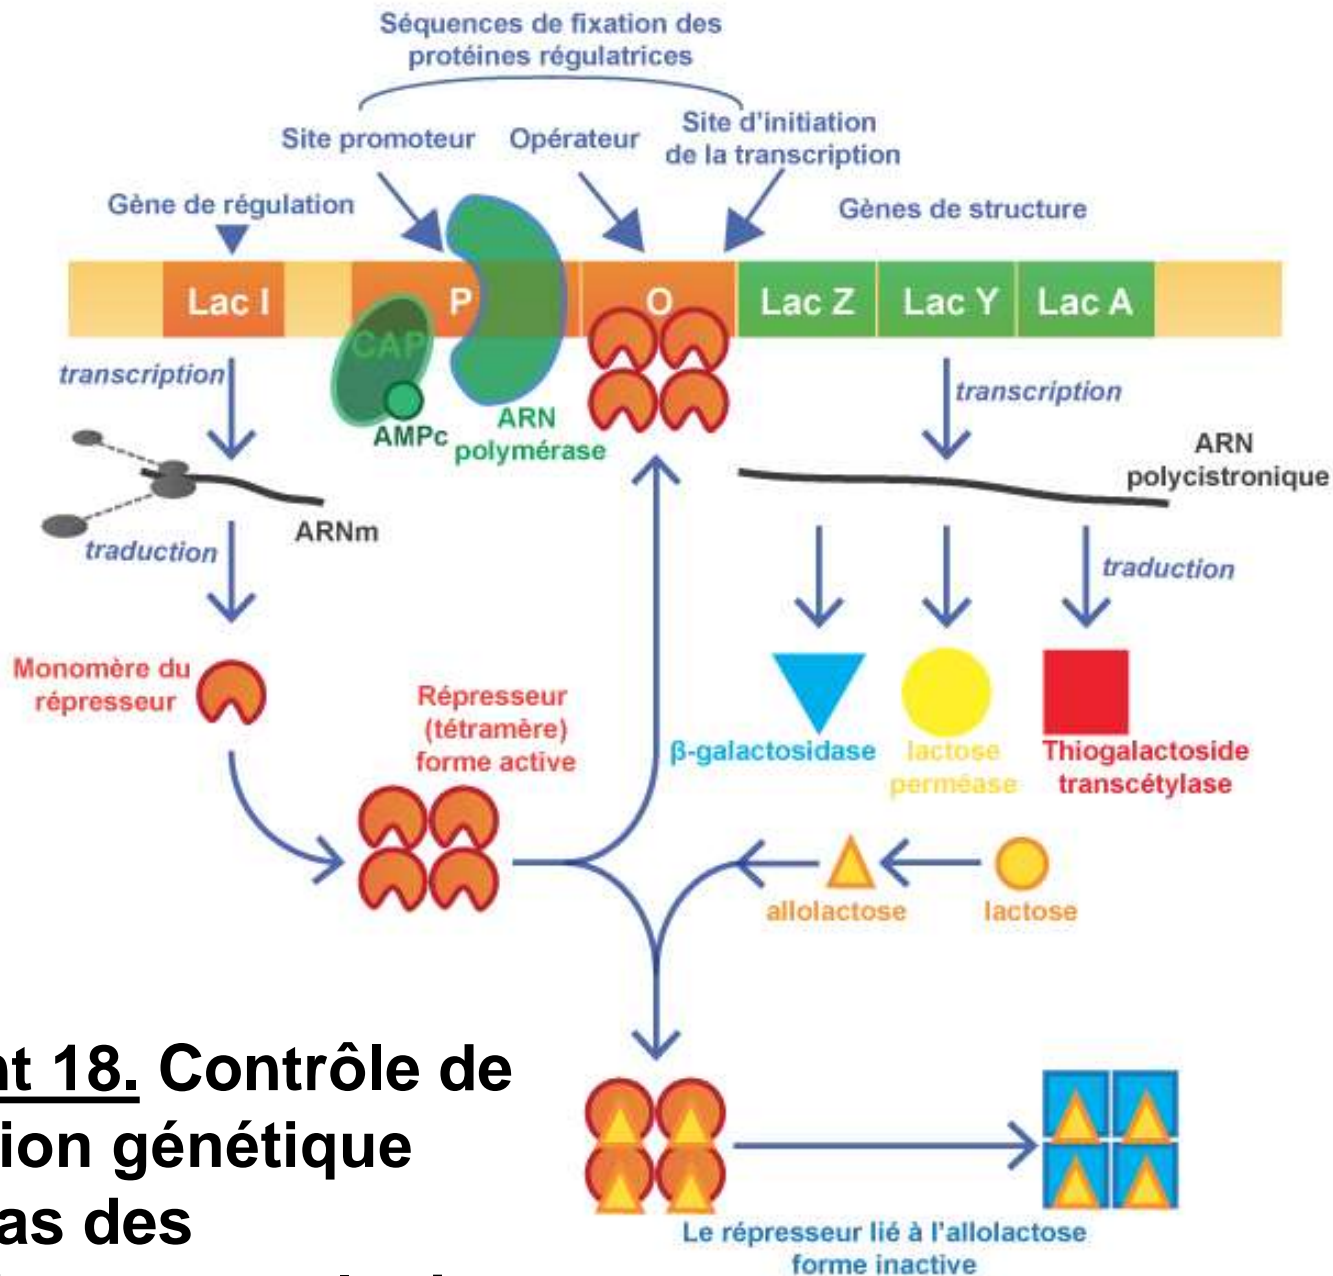 Séquences de fixation des
protéines régulatrices
Site promoteur
Opérateur
Site d'initiation
de la transcription
Gène de régulation
Gènes de structure
Lac I
P
O
Lac Z
Lac Y
Lac A
CAP
AMPc
ARN
polymérase
transcription
transcription
ARN
polycistronique
ARNm
traduction
traduction
Monomère du
répresseur
Répresseur
(tétramère)
forme active
β-galactosidase
lactose
perméase
Thiogalactoside
transcétylase
allolactose
lactose
nt 18. Contrôle de
ion génétique
as des
Le répresseur lié à l'allolactose
forme inactive